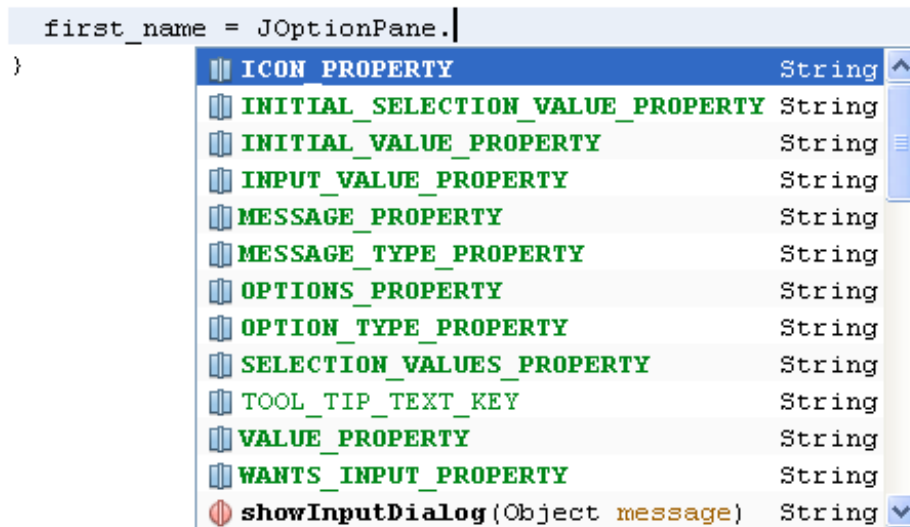 first_name = JOptionPane.
}
ICON_PROPERTY String
INITIAL_SELECTION_VALUE_PROPERTY String
INITIAL_VALUE_PROPERTY String
INPUT_VALUE_PROPERTY String
MESSAGE_PROPERTY String
MESSAGE_TYPE_PROPERTY String
OPTIONS_PROPERTY String
OPTION_TYPE_PROPERTY String
SELECTION_VALUES_PROPERTY String
TOOL_TIP_TEXT_KEY String
VALUE_PROPERTY String
WANTS_INPUT_PROPERTY String
showInputDialog(Object message) String